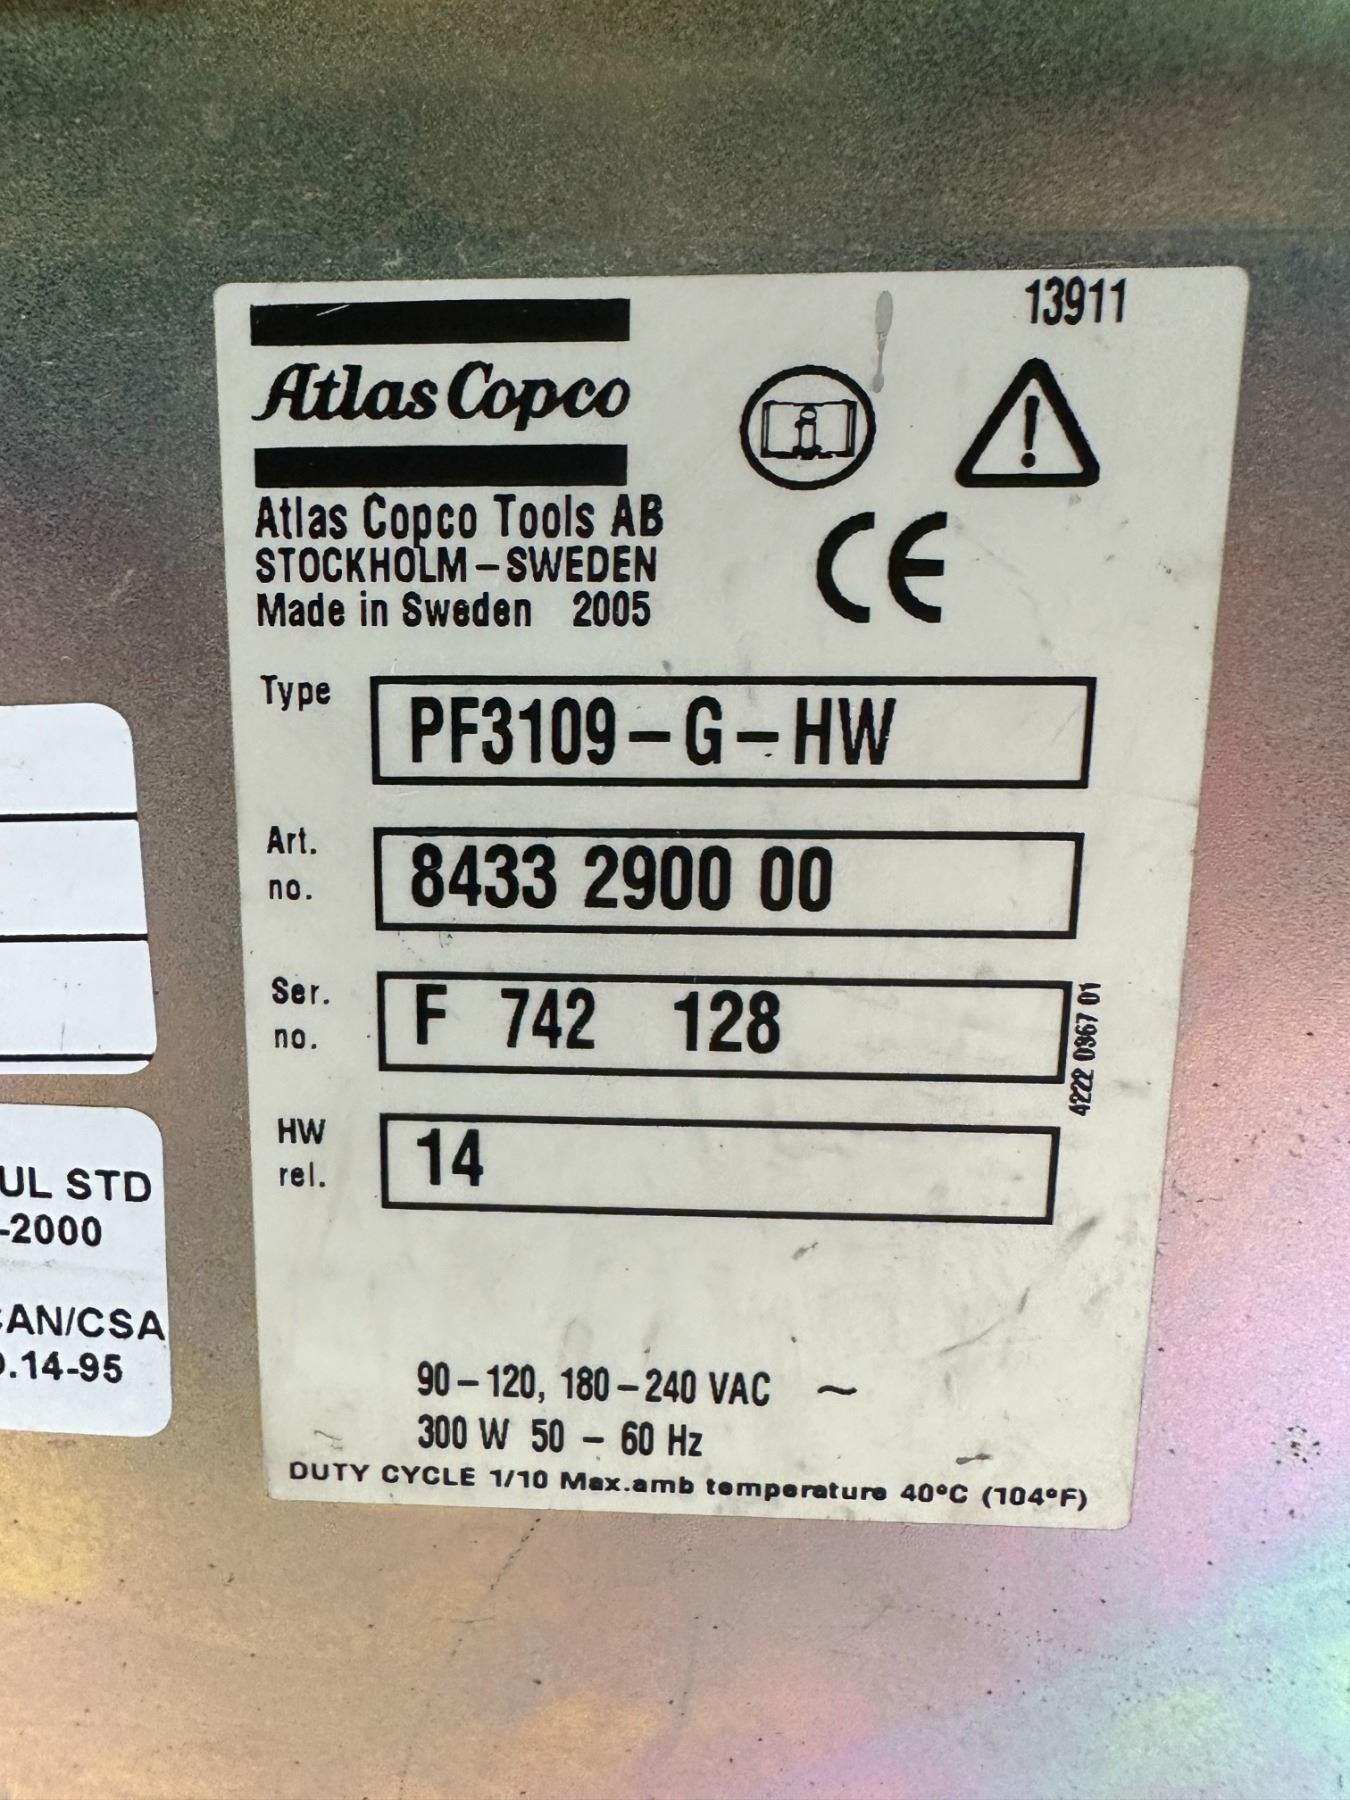 13911
Atlas Copco
Atlas Copco Tools AB
STOCKHOLM – SWEDEN
Made in Sweden 2005
CE
Type PF3109 – G – HW
Art. no. 8433 2900 00
Ser. no. F 742 128
4222 0367 01
HW rel. 14
90 – 120, 180 – 240 VAC ~
300 W 50 – 60 Hz
DUTY CYCLE 1/10 Max.amb temperature 40°C (104°F)
UL STD
-2000
CAN/CSA
.14-95